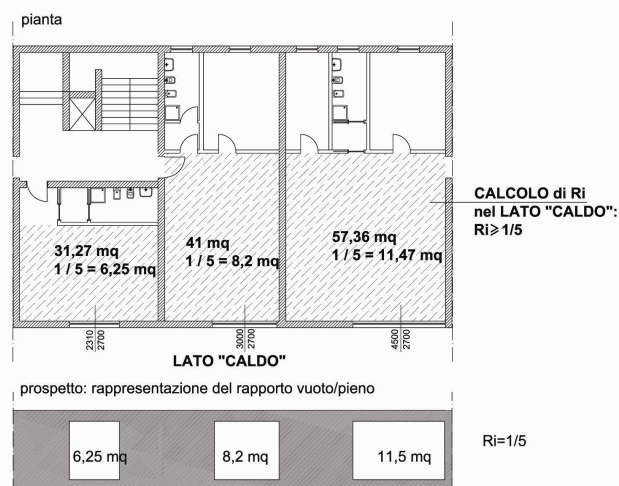 pianta
CALCOLO di Ri
nel LATO "CALDO":
Ri⩾1/5
31,27 mq
1 / 5 = 6,25 mq
41 mq
1 / 5 = 8,2 mq
57,36 mq
1 / 5 = 11,47 mq
2310
2700
3000
2700
4500
2700
LATO "CALDO"
prospetto: rappresentazione del rapporto vuoto/pieno
6,25 mq
8,2 mq
11,5 mq
Ri=1/5